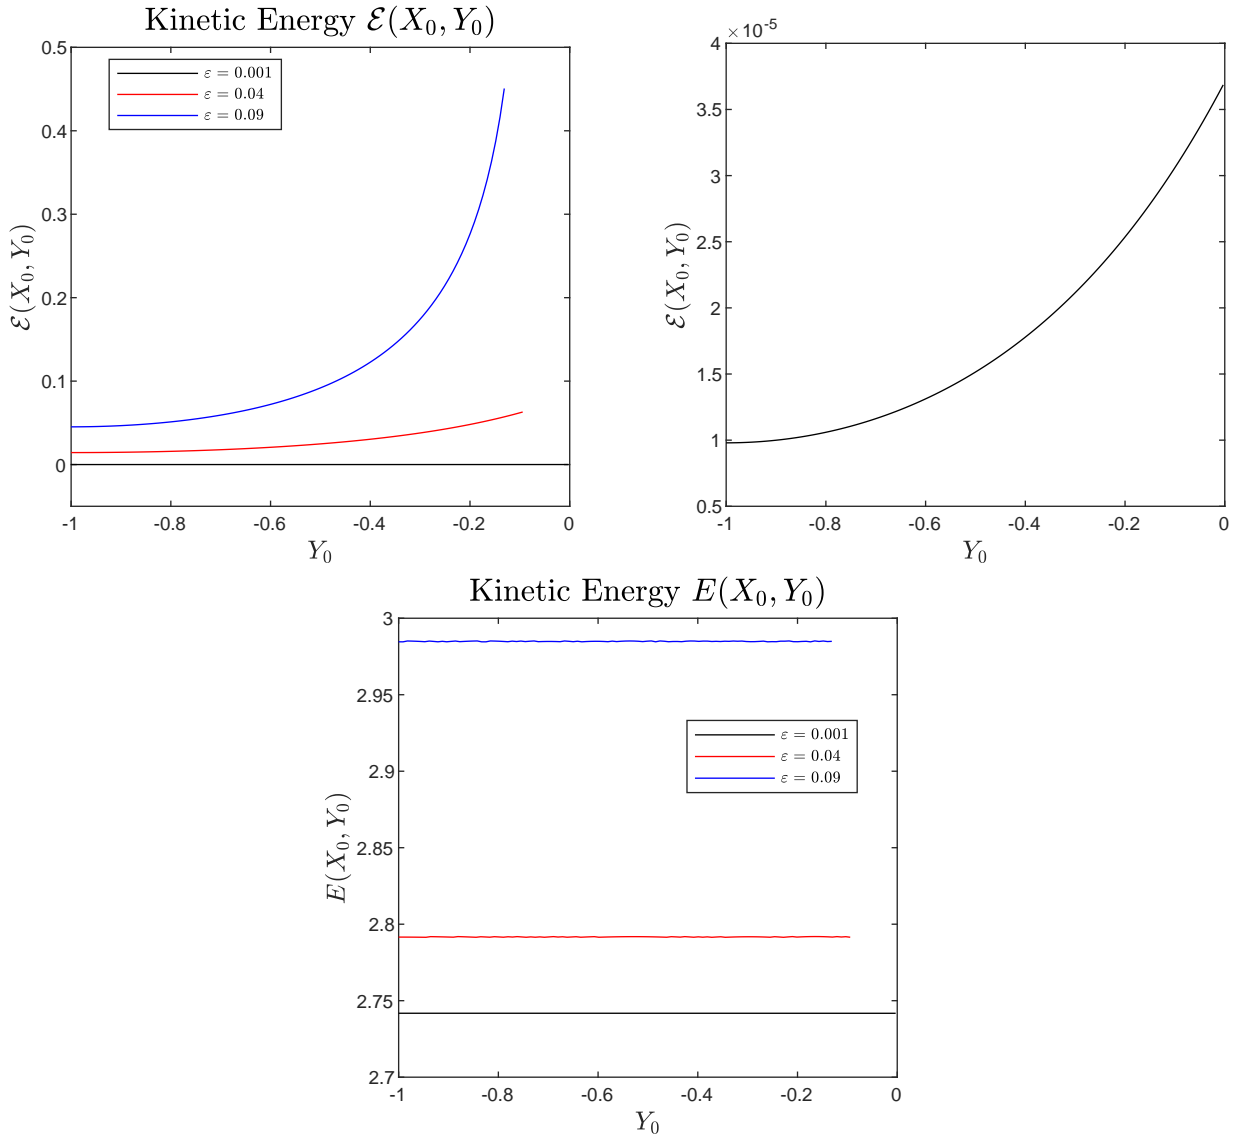 Kinetic Energy ℰ(X₀, Y₀)
0.5
0.4
0.3
0.2
0.1
0
-1 -0.8 -0.6 -0.4 -0.2 0
ℰ(X₀, Y₀)
Y₀
ε = 0.001
ε = 0.04
ε = 0.09
×10⁻⁵
4
3.5
3
2.5
2
1.5
1
0.5
-1 -0.8 -0.6 -0.4 -0.2 0
ℰ(X₀, Y₀)
Y₀
Kinetic Energy E(X₀, Y₀)
3
2.95
2.9
2.85
2.8
2.75
2.7
-1 -0.8 -0.6 -0.4 -0.2 0
E(X₀, Y₀)
Y₀
ε = 0.001
ε = 0.04
ε = 0.09